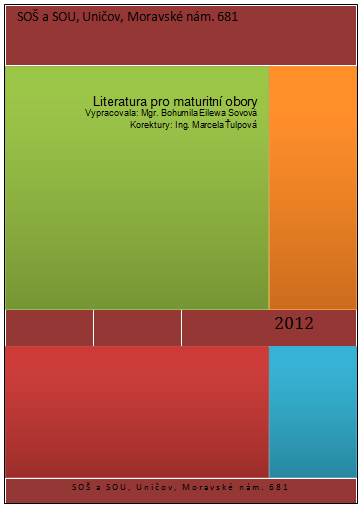 SOŠ a SOU, Uničov, Moravské nám. 681
Literatura pro maturitní obory
Vypracovala: Mgr. Bohumila Eilewa Sovová
Korektury: Ing. Marcela Ťulpová
2012
SOŠ a SOU, Uničov, Moravské nám. 681